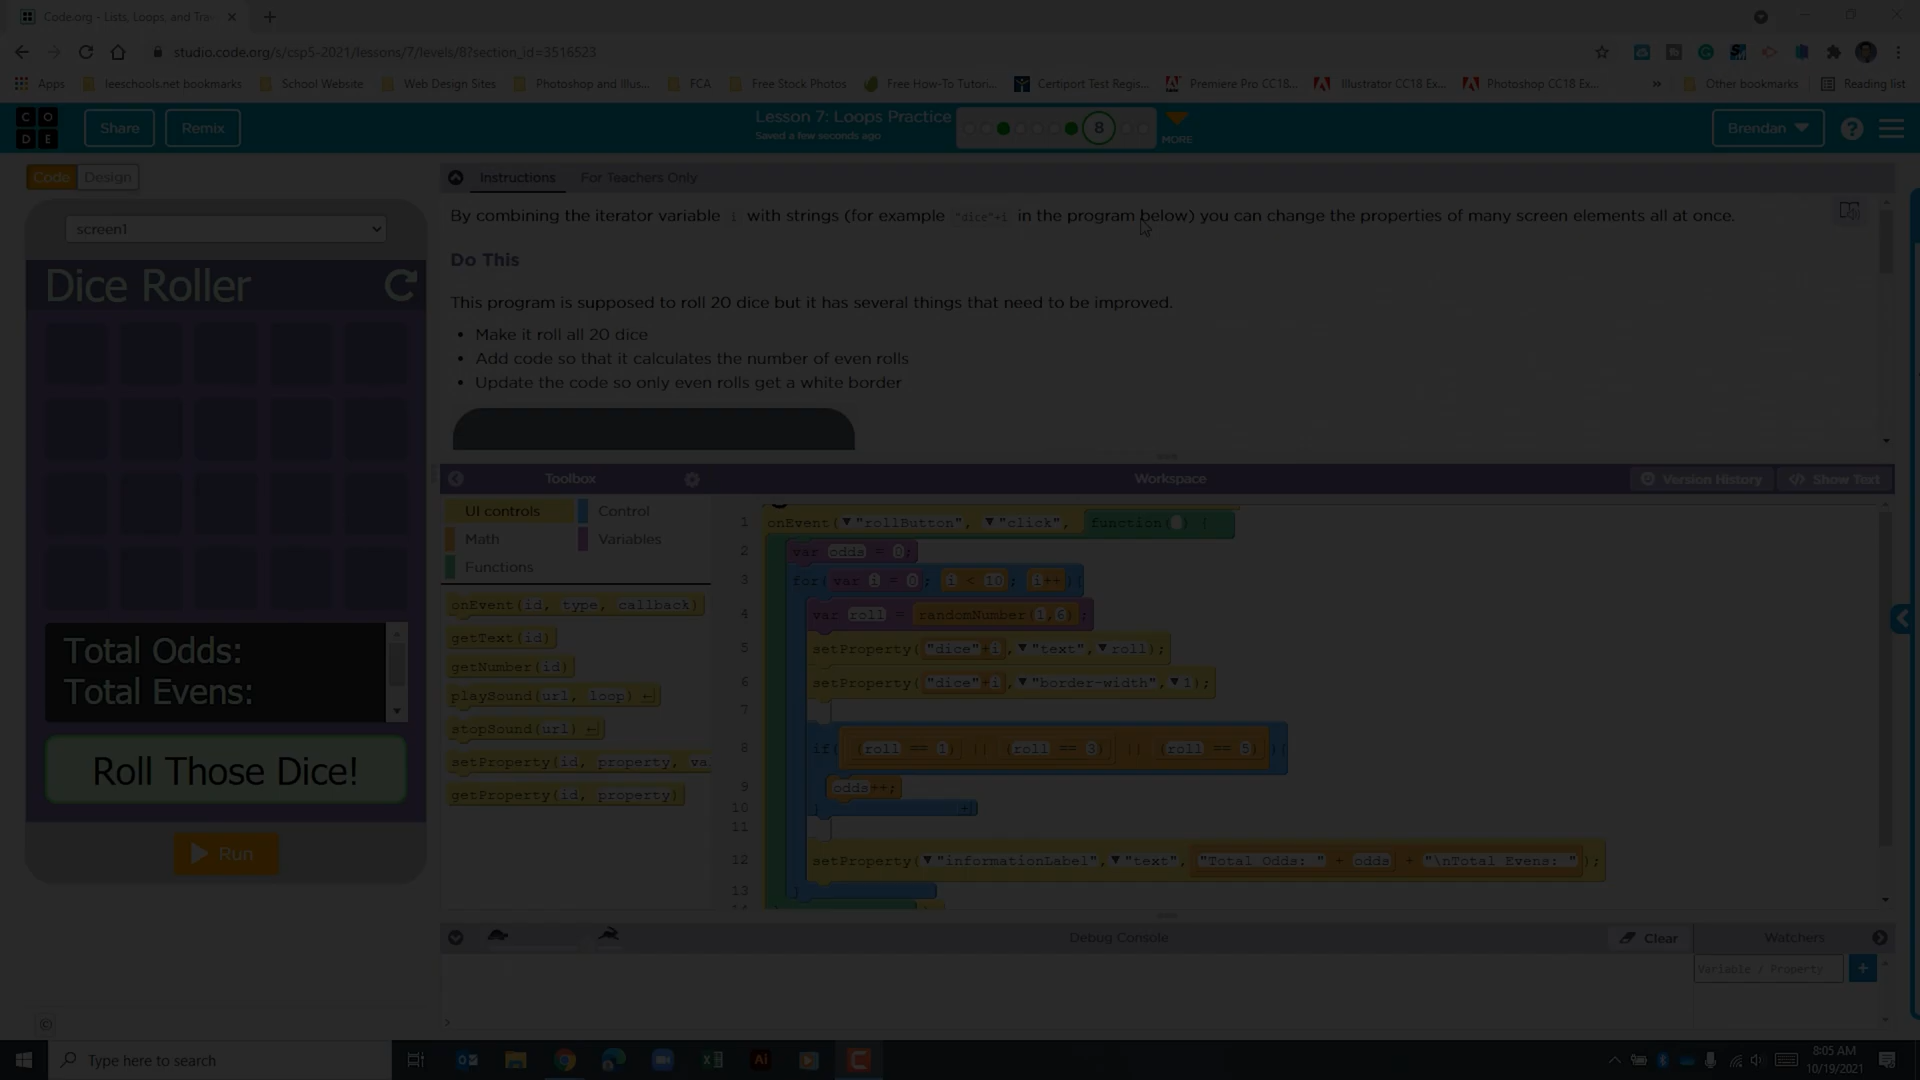 Code.org - Lists, Loops, and Tra
studio.code.org/s/csp5-2021/lessons/7/levels/8?section_id=3516523
Apps
leeschools.net bookmarks
School Website
Web Design Sites
Photoshop and Illus...
FCA
Free Stock Photos
Free How-To Tutori...
Certiport Test Regis...
Premiere Pro CC18...
Illustrator CC18 Ex...
Photoshop CC18 Ex...
»
Other bookmarks
Reading list
CODE
Share
Remix
Lesson 7: Loops Practice
Saved a few seconds ago
8
MORE
Brendan
?
Code
Design
Instructions
For Teachers Only
screen1
By combining the iterator variable i with strings (for example "dice"+i in the program below) you can change the properties of many screen elements all at once.
Do This
This program is supposed to roll 20 dice but it has several things that need to be improved.
• Make it roll all 20 dice
• Add code so that it calculates the number of even rolls
• Update the code so only even rolls get a white border
Dice Roller
Total Odds:
Total Evens:
Roll Those Dice!
Run
Toolbox
Workspace
Version History
</> Show Text
UI controls
Control
Math
Variables
Functions
onEvent(id, type, callback)
getText(id)
getNumber(id)
playSound(url, loop)
stopSound(url)
setProperty(id, property, va
getProperty(id, property)
1 onEvent(▼"rollButton", ▼"click", function( ) {
2 var odds = 0;
3 for(var i = 0; i < 10; i++){
4 var roll = randomNumber(1,6);
5 setProperty("dice"+i,▼"text",▼roll);
6 setProperty("dice"+i,▼"border-width",▼1);
7
8 if( (roll == 1) || (roll == 3) || (roll == 5) ){
9 odds++;
10 }
11
12 setProperty(▼"informationLabel",▼"text", "Total Odds: " + odds + "\nTotal Evens: ");
13 }
14
Debug Console
Clear
Watchers
Variable / Property
+
>
©
Type here to search
Ai
8:05 AM
10/19/2021